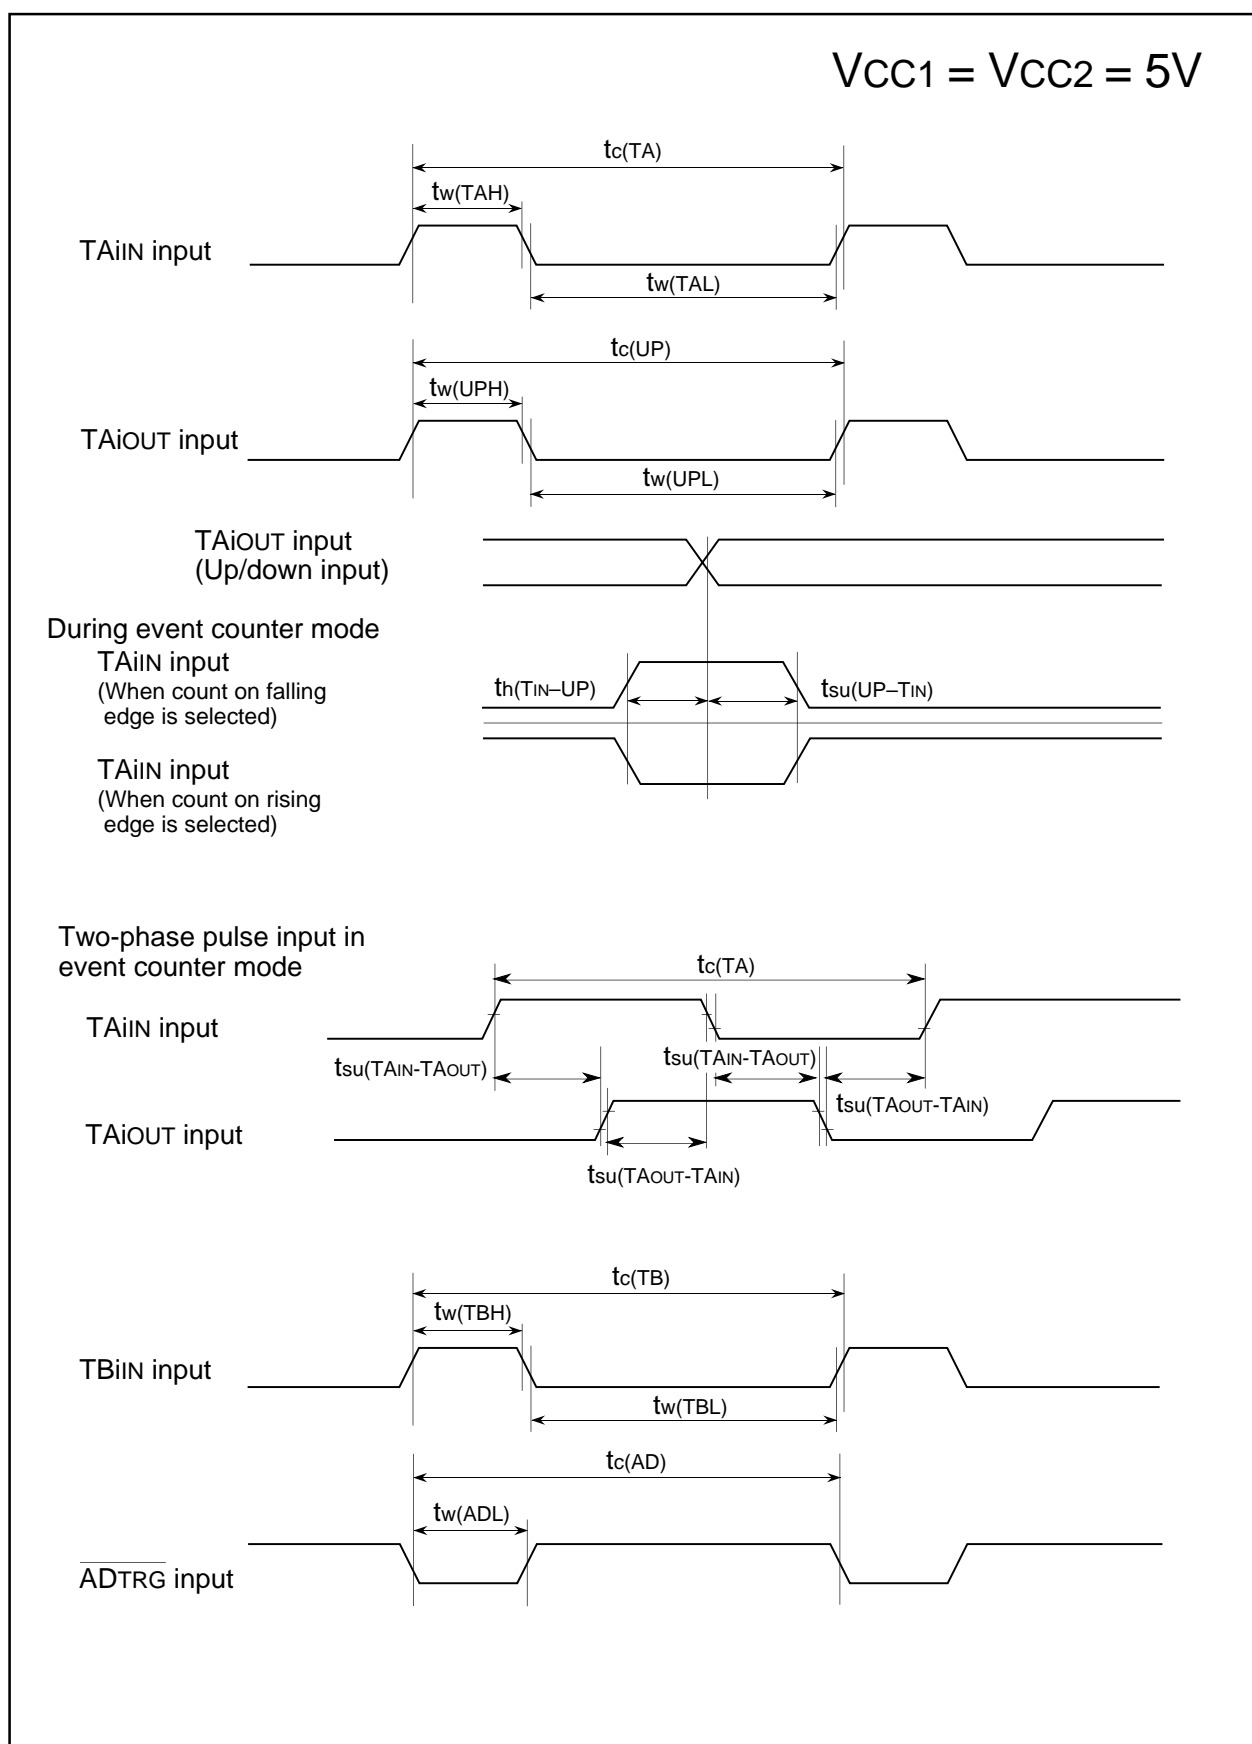 VCC1 = VCC2 = 5V
tc(TA)
tw(TAH)
TAiIN input
tw(TAL)
tc(UP)
tw(UPH)
TAiOUT input
tw(UPL)
TAiOUT input
(Up/down input)
During event counter mode
TAiIN input
(When count on falling
edge is selected)
th(TIN–UP)
tsu(UP–TIN)
TAiIN input
(When count on rising
edge is selected)
Two-phase pulse input in
event counter mode
tc(TA)
TAiIN input
tsu(TAIN-TAOUT)
tsu(TAIN-TAOUT)
tsu(TAOUT-TAIN)
TAiOUT input
tsu(TAOUT-TAIN)
tc(TB)
tw(TBH)
TBiIN input
tw(TBL)
tc(AD)
tw(ADL)
ADTRG input